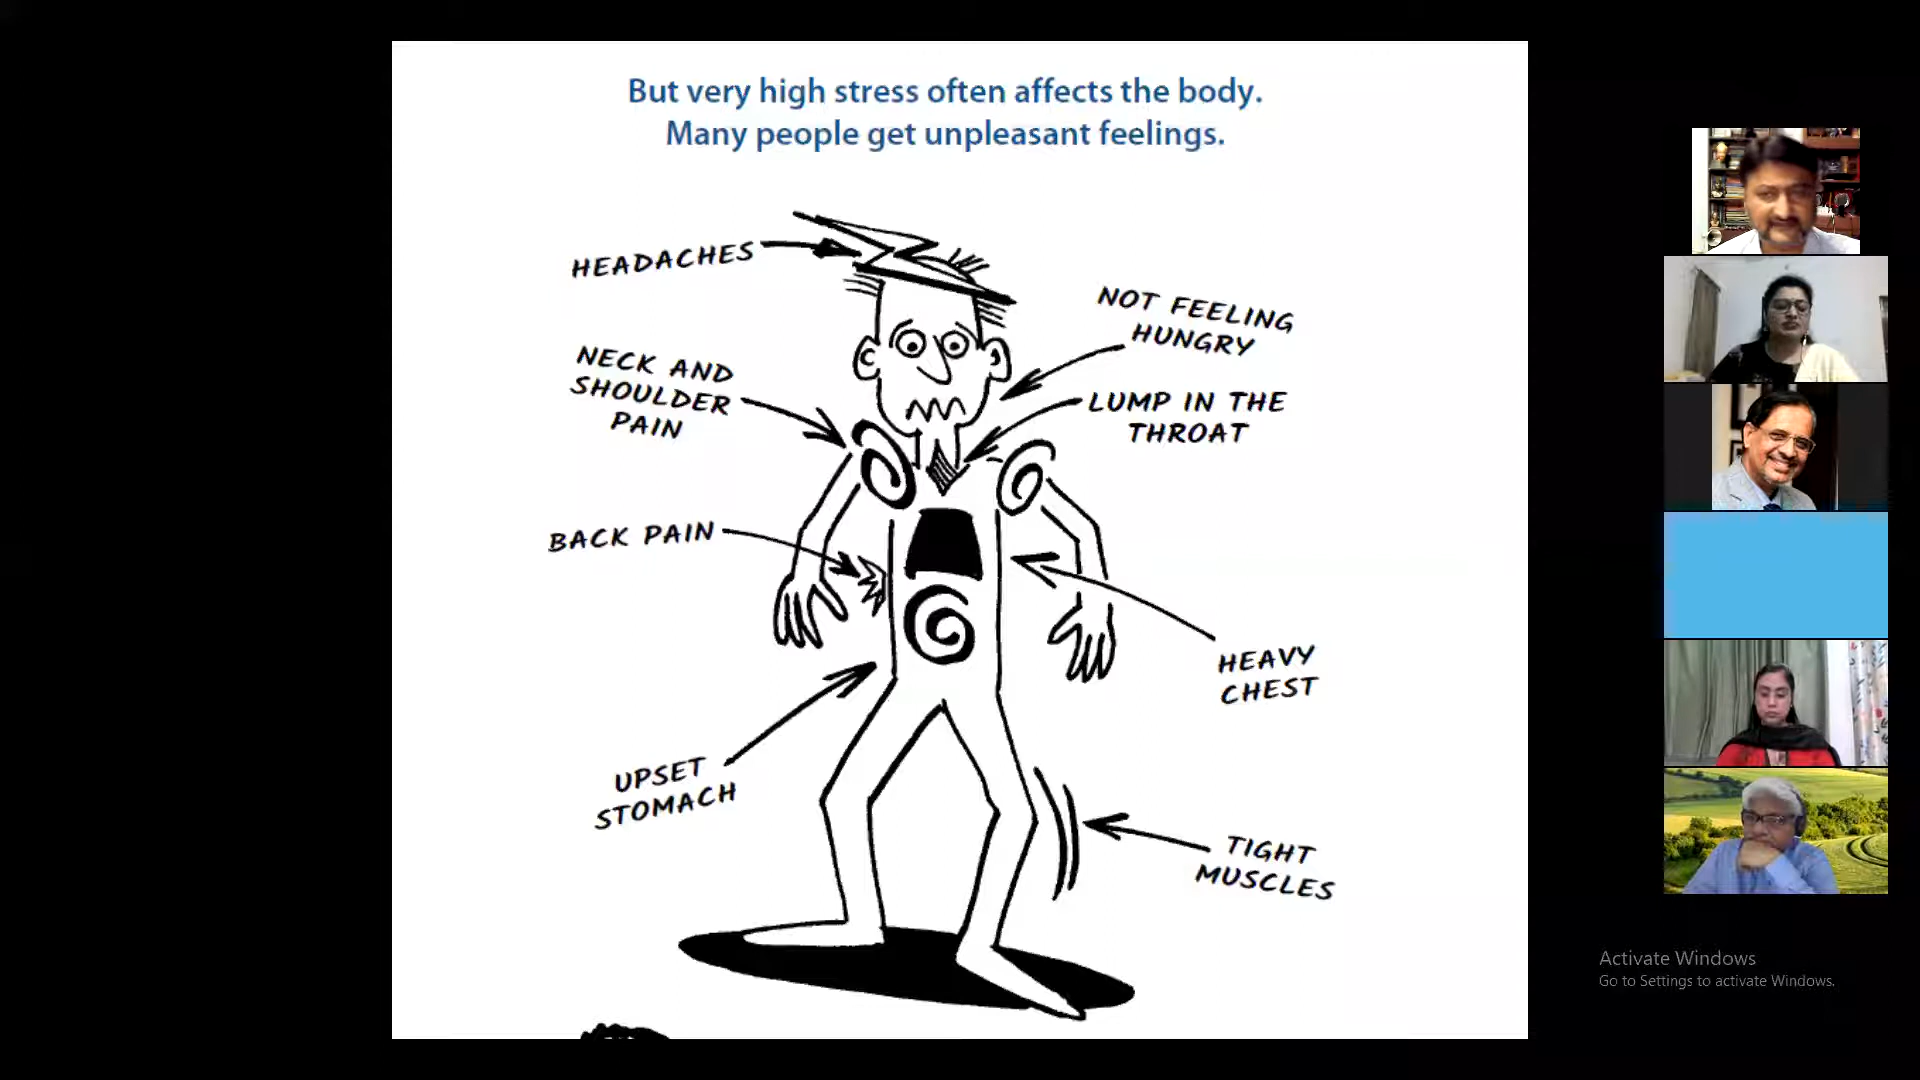 But very high stress often affects the body.
Many people get unpleasant feelings.
HEADACHES
NOT FEELING
HUNGRY
NECK AND
SHOULDER
PAIN
LUMP IN THE
THROAT
BACK PAIN
HEAVY
CHEST
UPSET
STOMACH
TIGHT
MUSCLES
Activate Windows
Go to Settings to activate Windows.